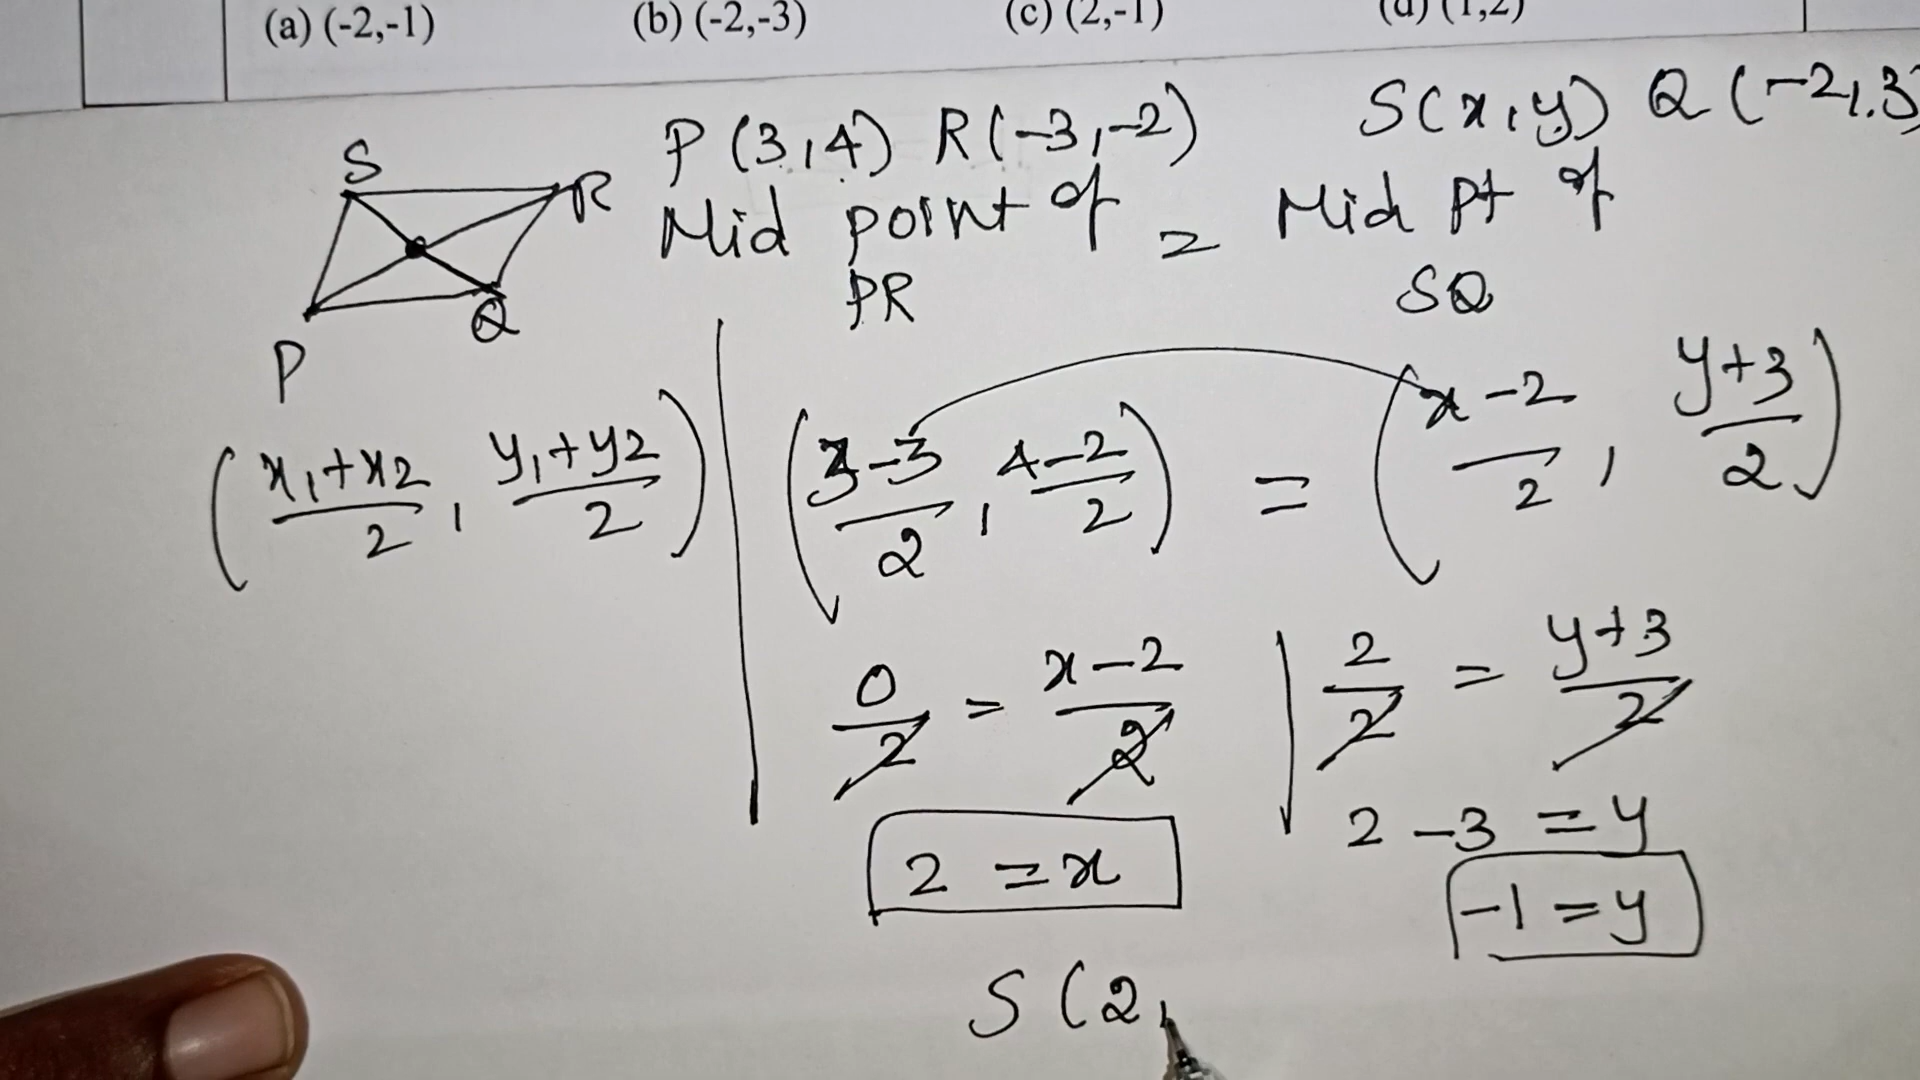 (a) (-2,-1) (b) (-2,-3) (c) (2,-1) (d) (1,2)
P (3,4) R(-3,-2) S(x,y) Q(-2,3)
S R
Mid point of = Mid pt of
PR SQ
P Q
(x₁+x₂/2, y₁+y₂/2) (3-3/2, 4-2/2) = (x-2/2, y+3/2)
0/2 = x-2/2 2/2 = y+3/2
2-3 = y
2 = x -1 = y
S (2,